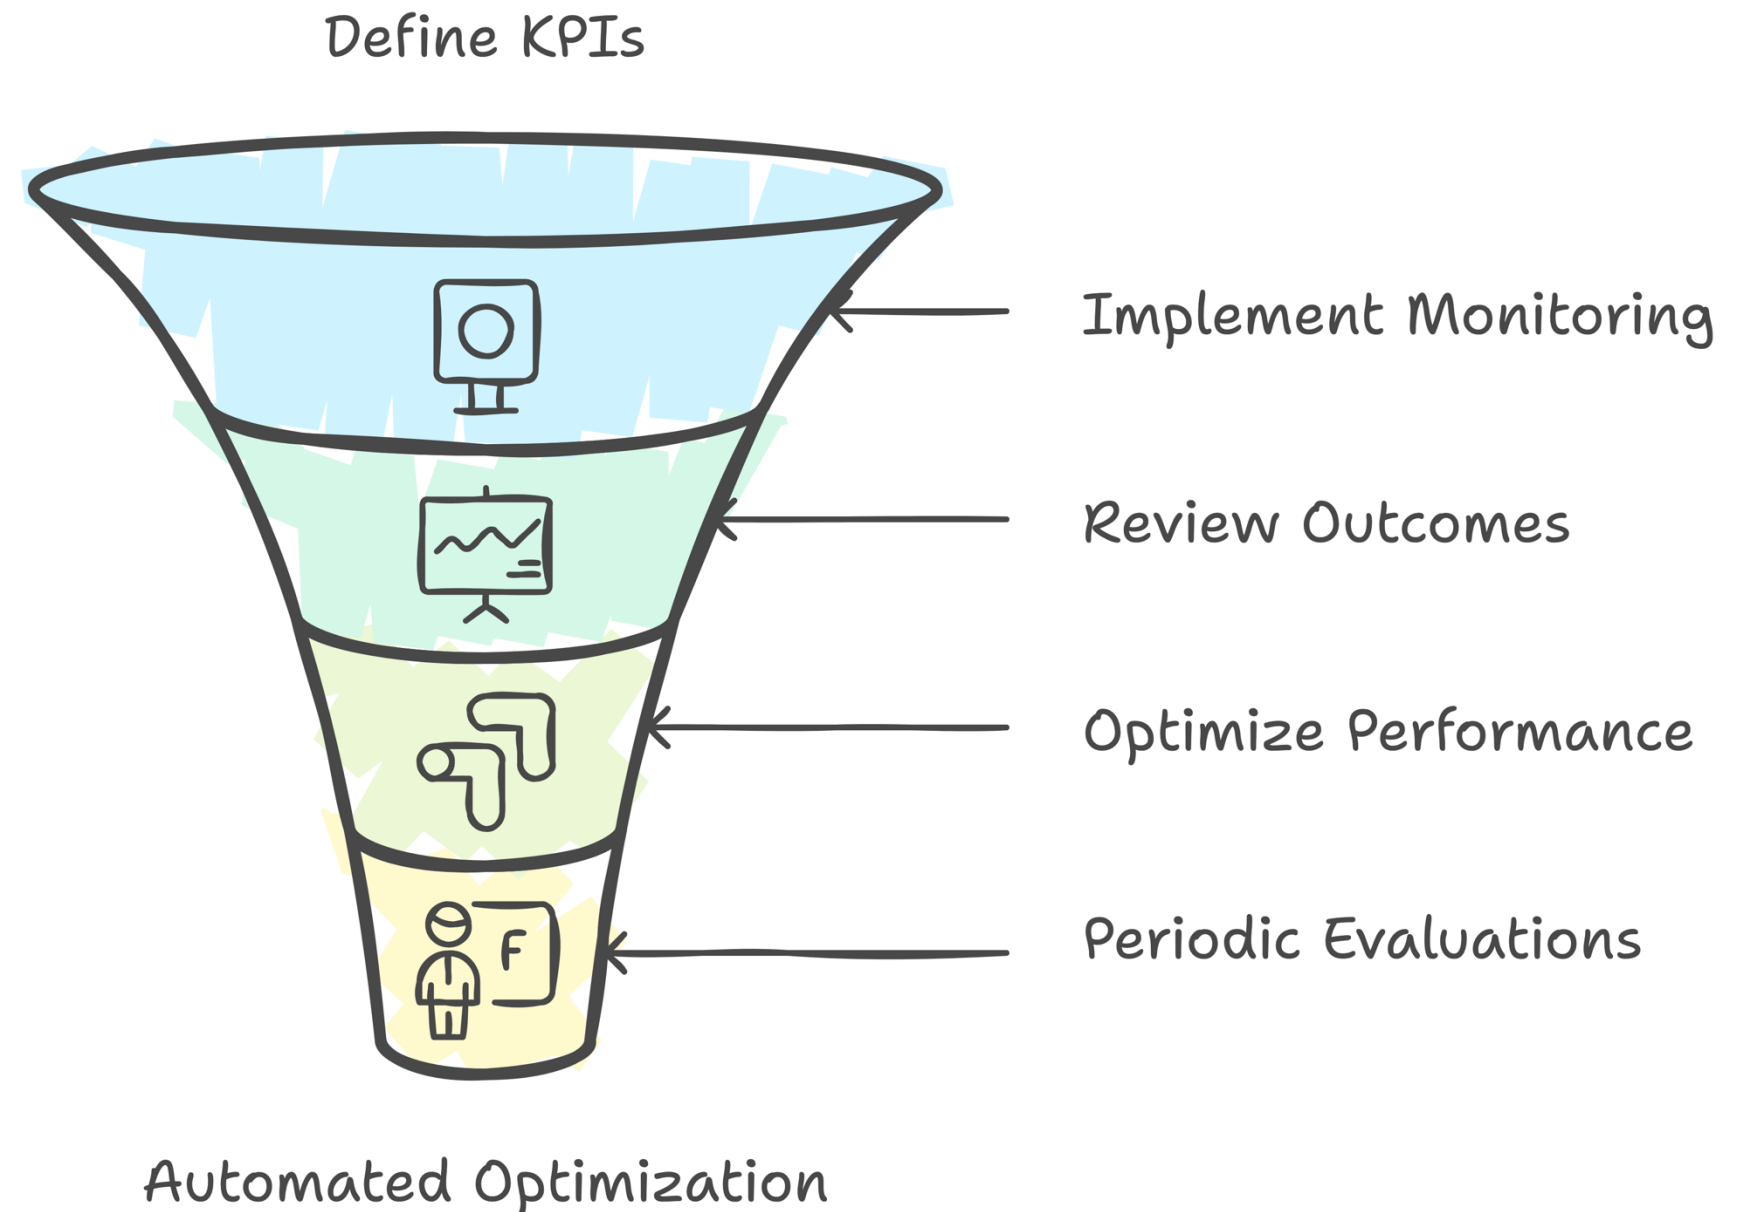 Define KPIs
Implement Monitoring
Review Outcomes
Optimize Performance
F
Periodic Evaluations
Automated Optimization